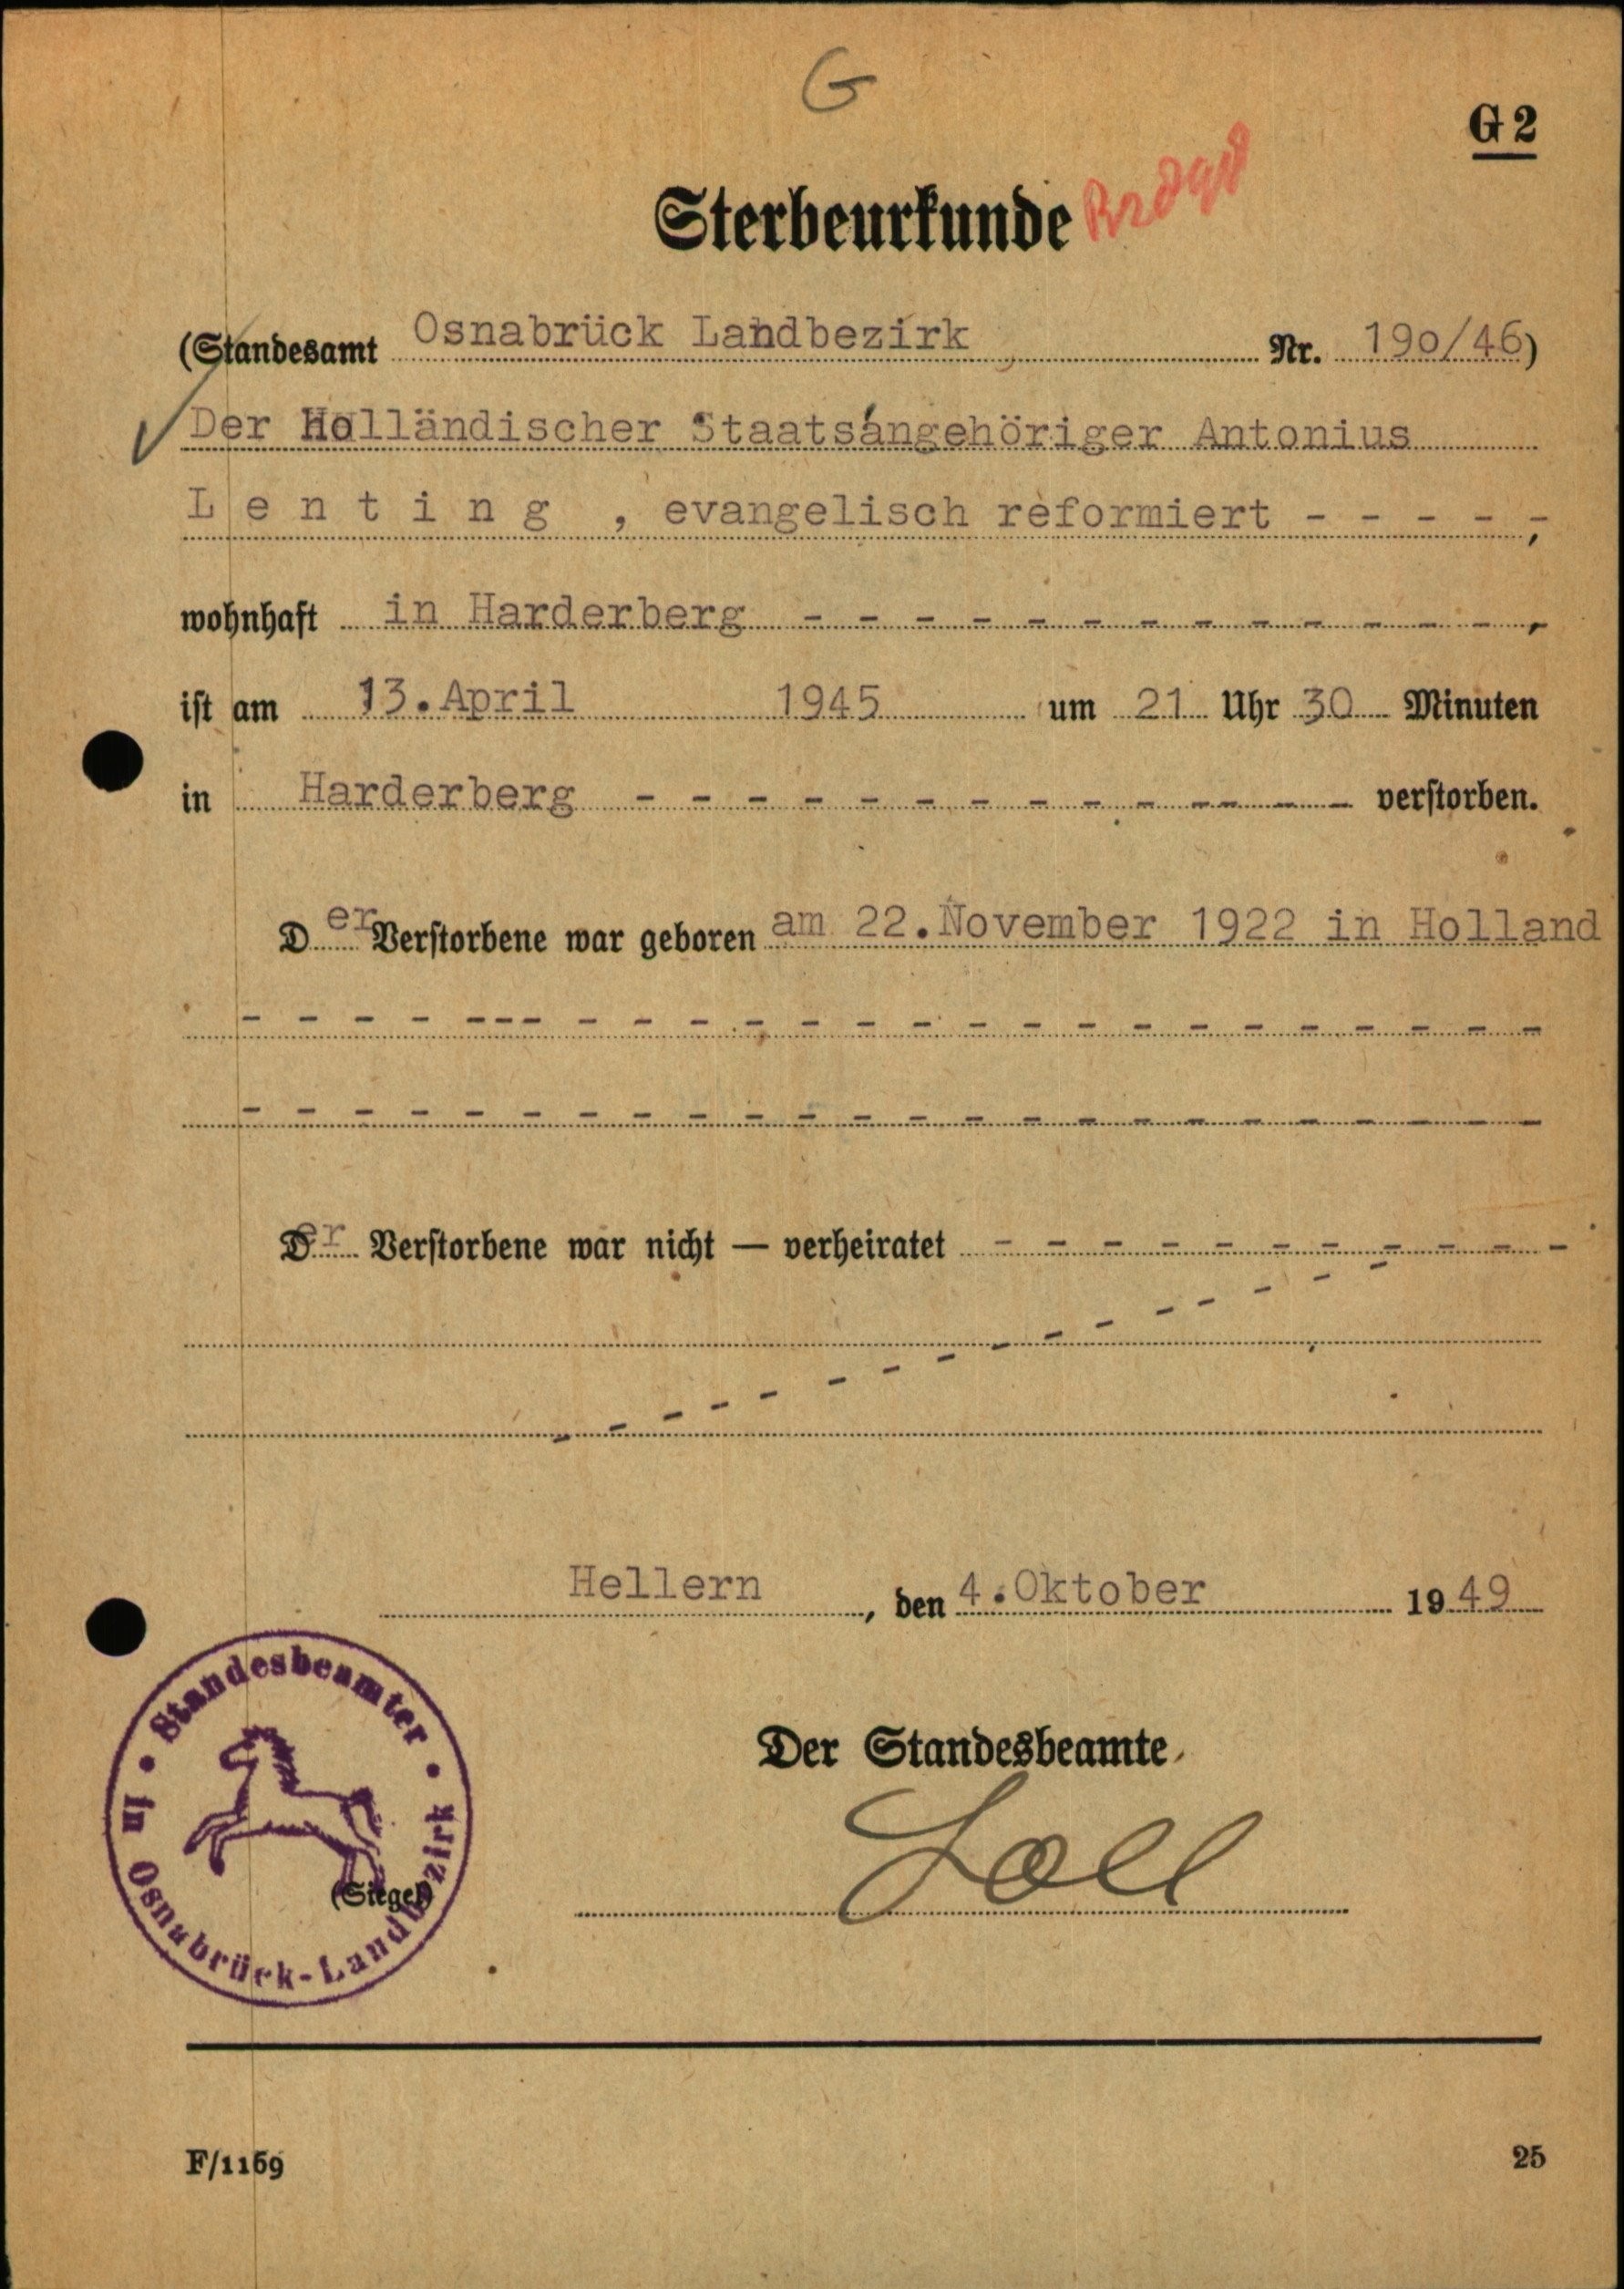 G
G 2
Sterbeurkunde
(Standesamt Osnabrück Landbezirk Nr. 190/46)
Der Holländischer Staatsangehöriger Antonius
L e n t i n g , evangelisch reformiert - - - - - ,
wohnhaft in Harderberg - - - - - - - - - - - - - - ,
ist am 13. April 1945 um 21 Uhr 30 Minuten
in Harderberg - - - - - - - - - - - - - verstorben.
Der Verstorbene war geboren am 22. November 1922 in Holland
- - - - - - - - - - - - - - - - - - - - - - - - -
- - - - - - - - - - - - - - - - - - - - - - - -
Der Verstorbene war nicht — verheiratet - - - - - - - - - - -
Hellern, den 4. Oktober 1949
Der Standesbeamte
(Siegel)
Standesbeamter
in Osnabrück-Landbezirk
F/1169
25